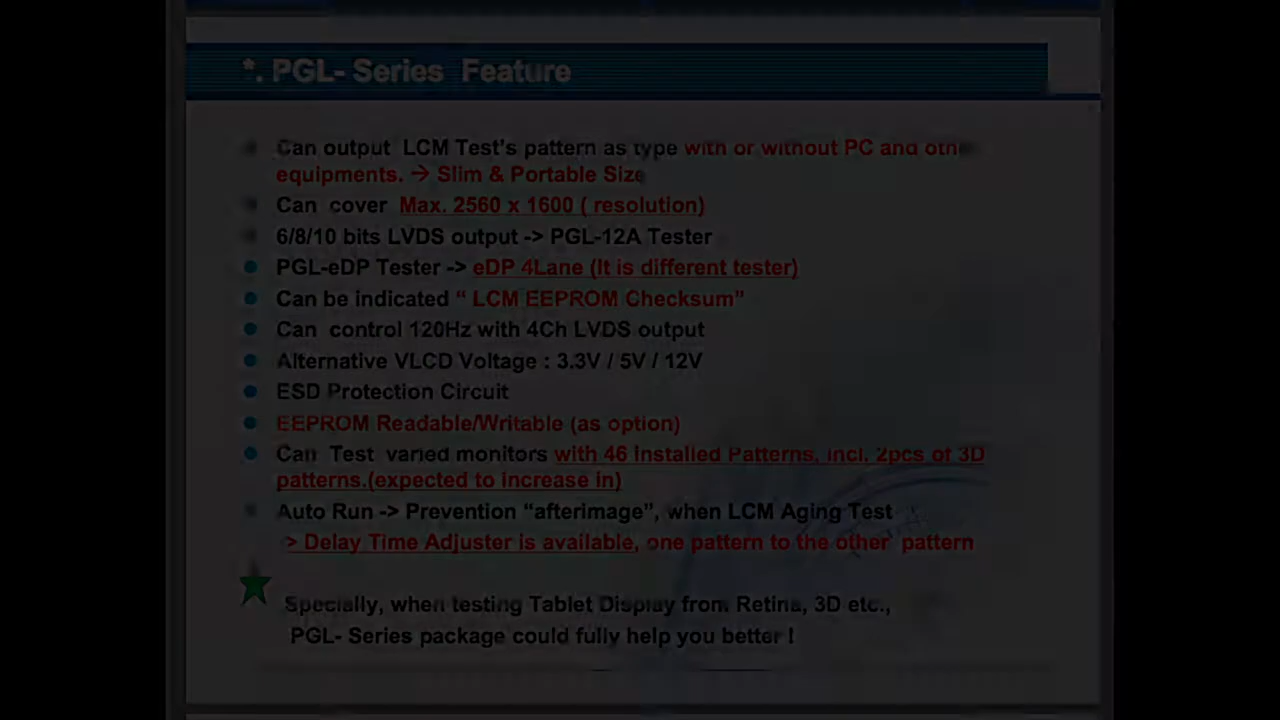 *. PGL- Series Feature
Can output LCM Test's pattern as type with or without PC and other
equipments. → Slim & Portable Size
Can cover Max. 2560 x 1600 ( resolution)
6/8/10 bits LVDS output -> PGL-12A Tester
PGL-eDP Tester -> eDP 4Lane (It is different tester)
Can be indicated “ LCM EEPROM Checksum”
Can control 120Hz with 4Ch LVDS output
Alternative VLCD Voltage : 3.3V / 5V / 12V
ESD Protection Circuit
EEPROM Readable/Writable (as option)
Can Test varied monitors with 46 Installed Patterns, incl. 2pcs of 3D
patterns.(expected to increase in)
Auto Run -> Prevention “afterimage”, when LCM Aging Test
> Delay Time Adjuster is available, one pattern to the other pattern
Specially, when testing Tablet Display from Retina, 3D etc.,
PGL- Series package could fully help you better !